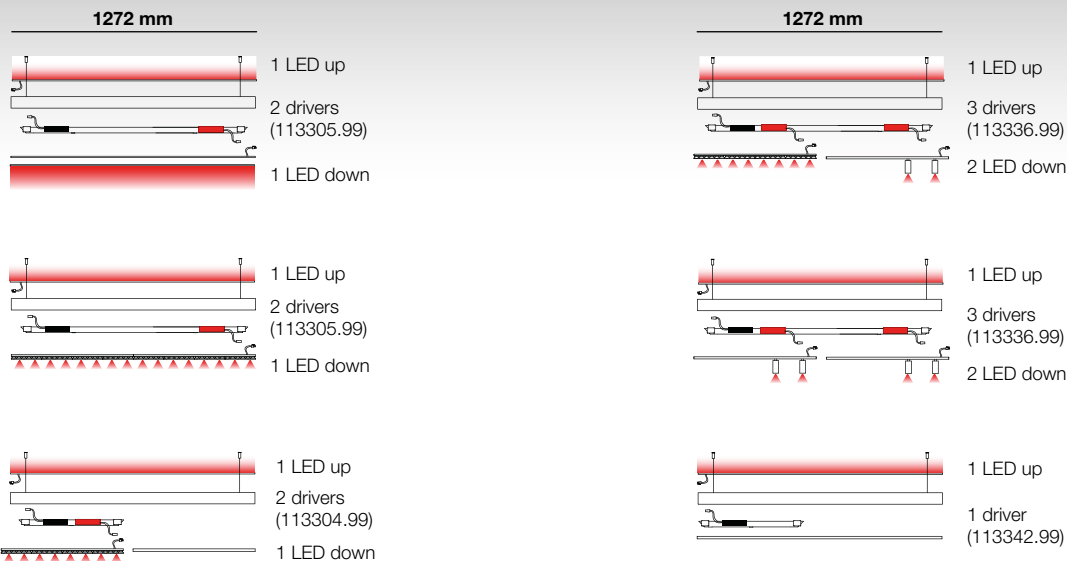 1272 mm
1 LED up
2 drivers
(113305.99)
1 LED down
1 LED up
2 drivers
(113305.99)
1 LED down
1 LED up
2 drivers
(113304.99)
1 LED down
1272 mm
1 LED up
3 drivers
(113336.99)
2 LED down
1 LED up
3 drivers
(113336.99)
2 LED down
1 LED up
1 driver
(113342.99)